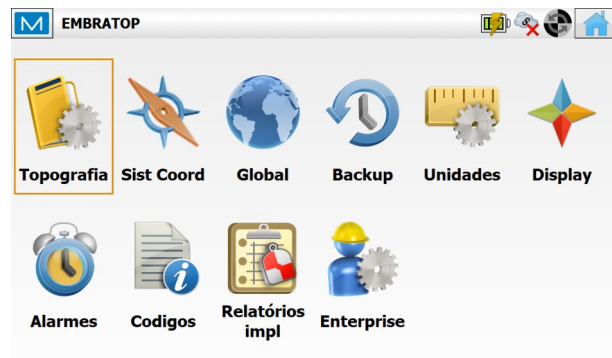 EMBRATOP
Topografia Sist Coord Global Backup Unidades Display
Alarmes Codigos Relatórios impl Enterprise